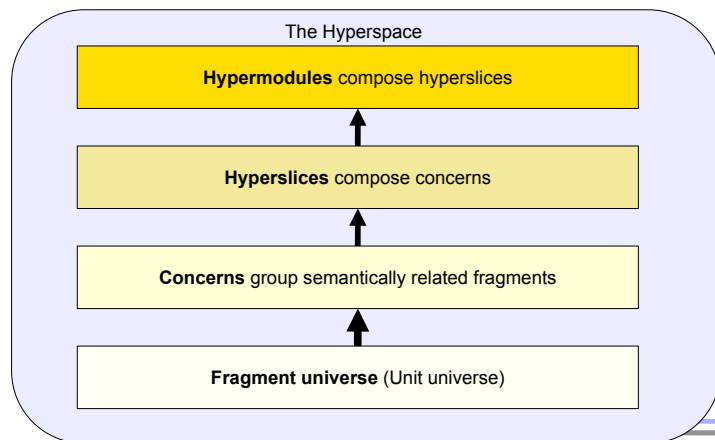 The Hyperspace
Hypermodules compose hyperslices
Hyperslices compose concerns
Concerns group semantically related fragments
Fragment universe (Unit universe)